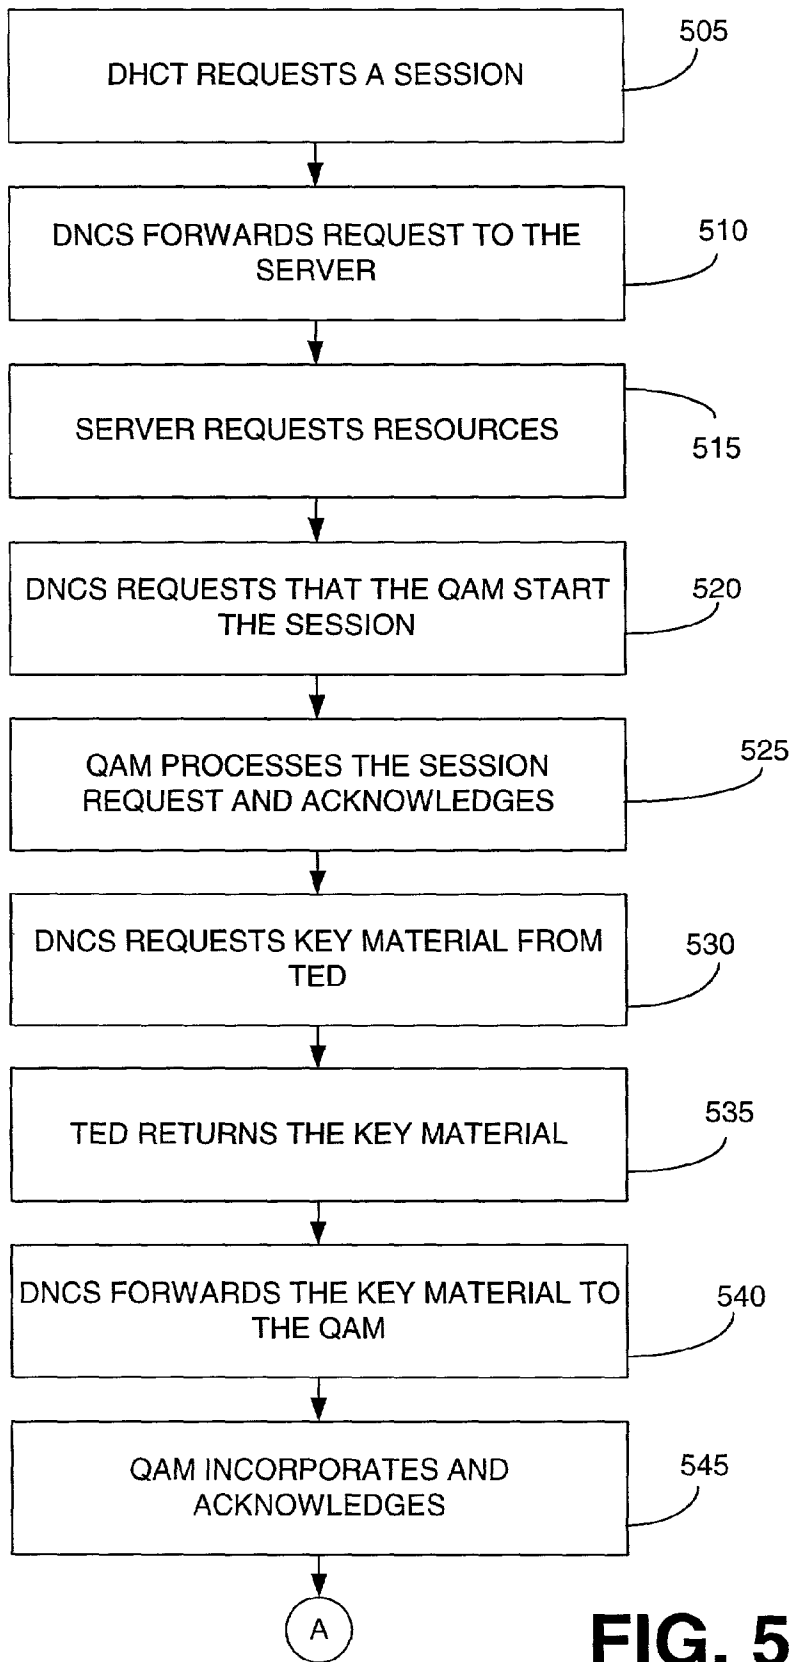 505
DHCT REQUESTS A SESSION
510
DNCS FORWARDS REQUEST TO THE
SERVER
SERVER REQUESTS RESOURCES
515
520
DNCS REQUESTS THAT THE QAM START
THE SESSION
525
QAM PROCESSES THE SESSION
REQUEST AND ACKNOWLEDGES
530
DNCS REQUESTS KEY MATERIAL FROM
TED
535
TED RETURNS THE KEY MATERIAL
540
DNCS FORWARDS THE KEY MATERIAL TO
THE QAM
545
QAM INCORPORATES AND
ACKNOWLEDGES
A
FIG. 5